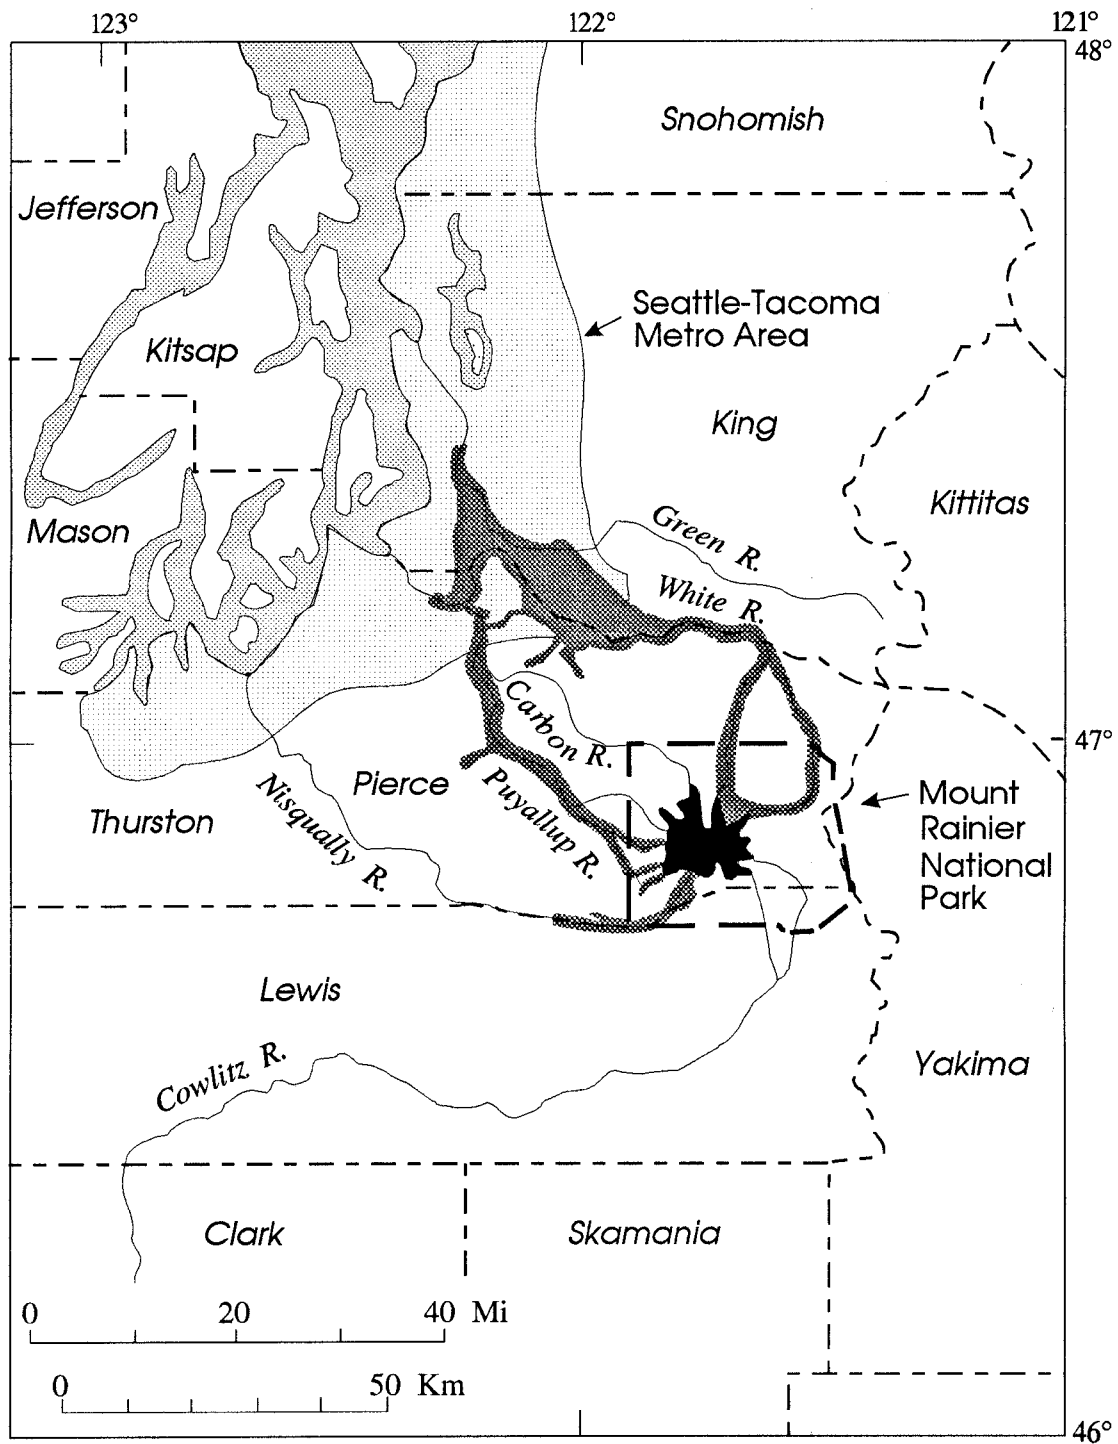 123°
122°
121°
48°
Snohomish
Jefferson
Seattle-Tacoma
Metro Area
Kitsap
King
Kittitas
Mason
Green R.
White R.
Carbon R.
47°
Pierce
Puyallup R.
Nisqually R.
Thurston
Mount
Rainier
National
Park
Lewis
Cowlitz R.
Yakima
Clark
Skamania
0 20 40 Mi
0 50 Km
46°